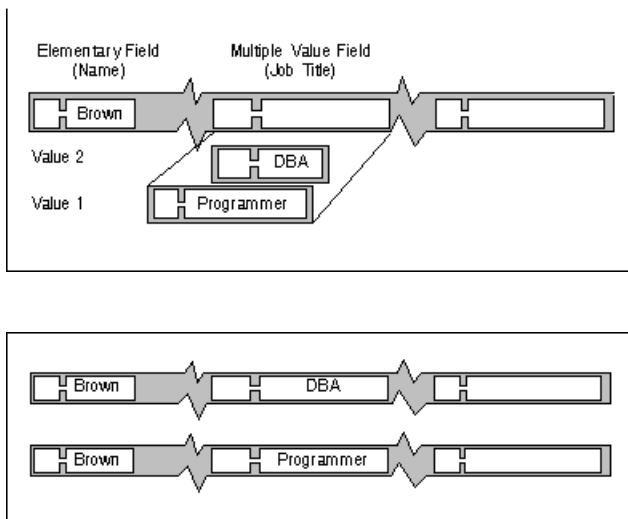 Elementary Field
(Name)
Multiple Value Field
(Job Title)
Brown
Value 2
DBA
Value 1
Programmer
Brown
DBA
Brown
Programmer